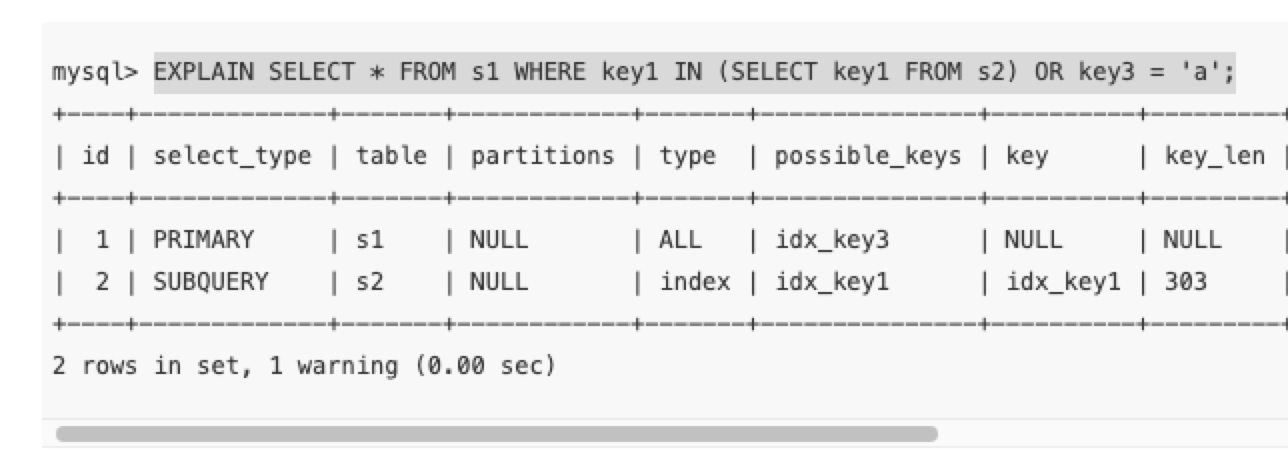 mysql> EXPLAIN SELECT * FROM s1 WHERE key1 IN (SELECT key1 FROM s2) OR key3 = 'a';
+----+-------------+-------+------------+-------+---------------+----------+---------+
| id | select_type | table | partitions | type  | possible_keys | key      | key_len |
+----+-------------+-------+------------+-------+---------------+----------+---------+
|  1 | PRIMARY     | s1    | NULL       | ALL   | idx_key3      | NULL     | NULL    |
|  2 | SUBQUERY    | s2    | NULL       | index | idx_key1      | idx_key1 | 303     |
+----+-------------+-------+------------+-------+---------------+----------+---------+
2 rows in set, 1 warning (0.00 sec)